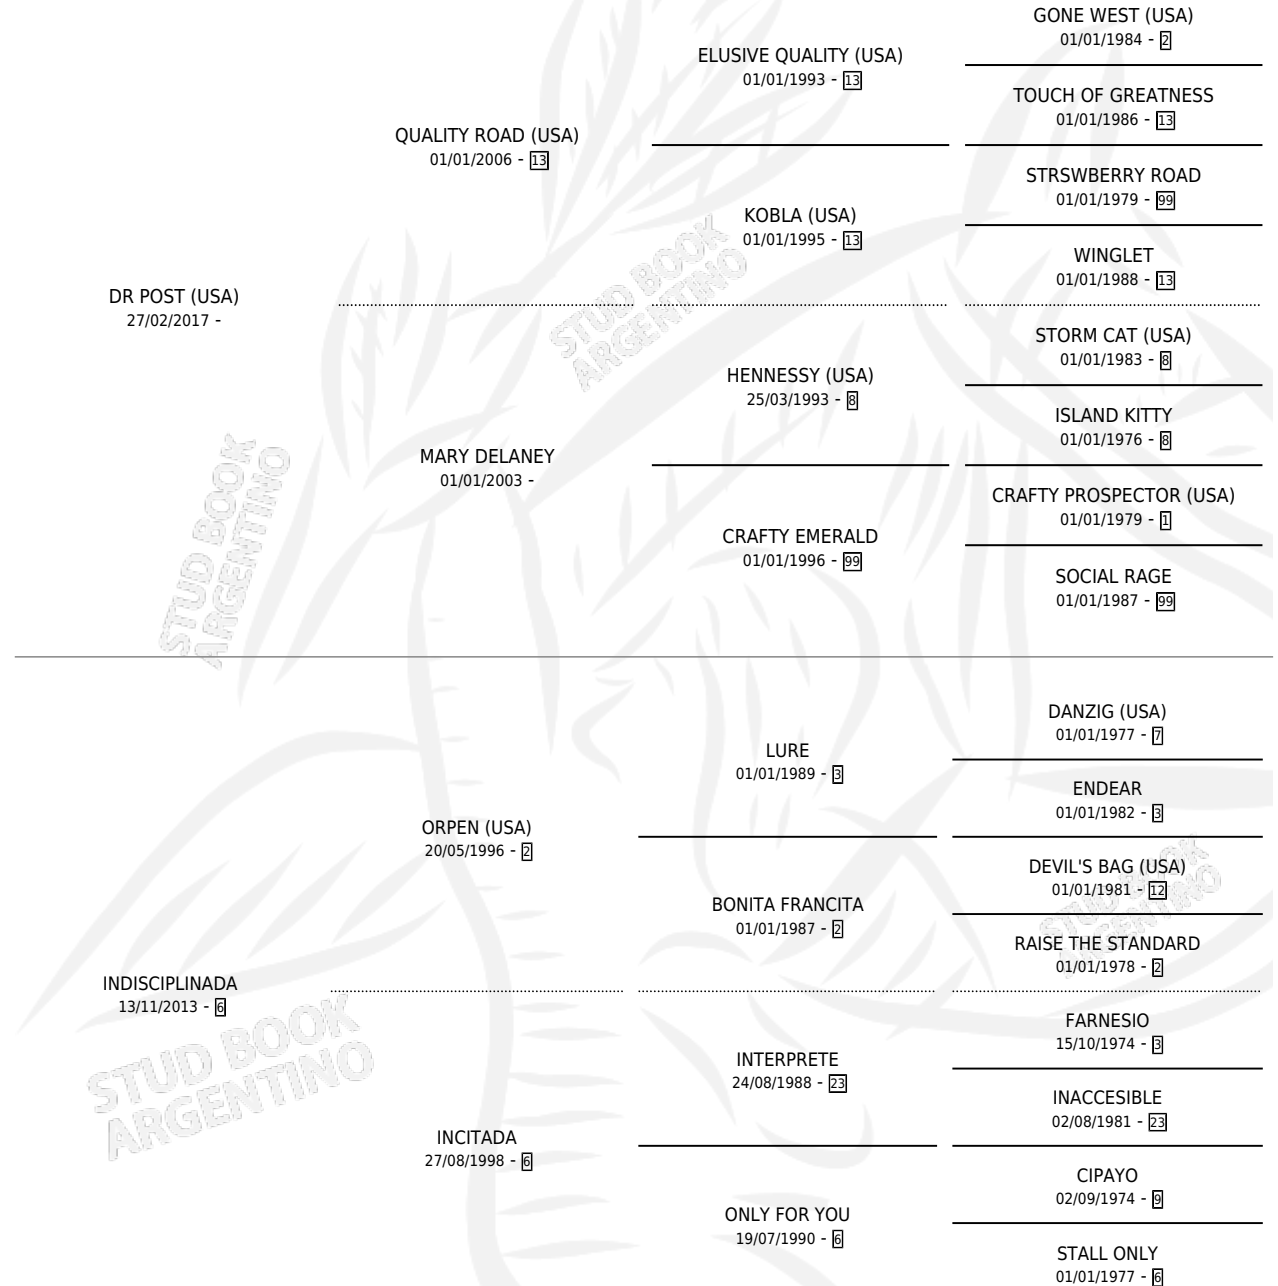 GONE WEST (USA)
01/01/1984 - 2
ELUSIVE QUALITY (USA)
01/01/1993 - 13
TOUCH OF GREATNESS
01/01/1986 - 13
QUALITY ROAD (USA)
01/01/2006 - 13
STRSWBERRY ROAD
01/01/1979 - 99
KOBLA (USA)
01/01/1995 - 13
WINGLET
01/01/1988 - 13
DR POST (USA)
27/02/2017 -
STORM CAT (USA)
01/01/1983 - 8
HENNESSY (USA)
25/03/1993 - 8
ISLAND KITTY
01/01/1976 - 8
MARY DELANEY
01/01/2003 -
CRAFTY PROSPECTOR (USA)
01/01/1979 - 1
CRAFTY EMERALD
01/01/1996 - 99
SOCIAL RAGE
01/01/1987 - 99
STUD BOOK
ARGENTINO
STUD BOOK
ARGENTINO
DANZIG (USA)
01/01/1977 - 7
LURE
01/01/1989 - 3
ENDEAR
01/01/1982 - 3
ORPEN (USA)
20/05/1996 - 2
DEVIL'S BAG (USA)
01/01/1981 - 12
BONITA FRANCITA
01/01/1987 - 2
RAISE THE STANDARD
01/01/1978 - 2
STUD BOOK
ARGENTINO
INDISCIPLINADA
13/11/2013 - 6
FARNESIO
15/10/1974 - 3
INTERPRETE
24/08/1988 - 23
INACCESIBLE
02/08/1981 - 23
INCITADA
27/08/1998 - 6
CIPAYO
02/09/1974 - 9
ONLY FOR YOU
19/07/1990 - 6
STALL ONLY
01/01/1977 - 6
STUD BOOK
ARGENTINO